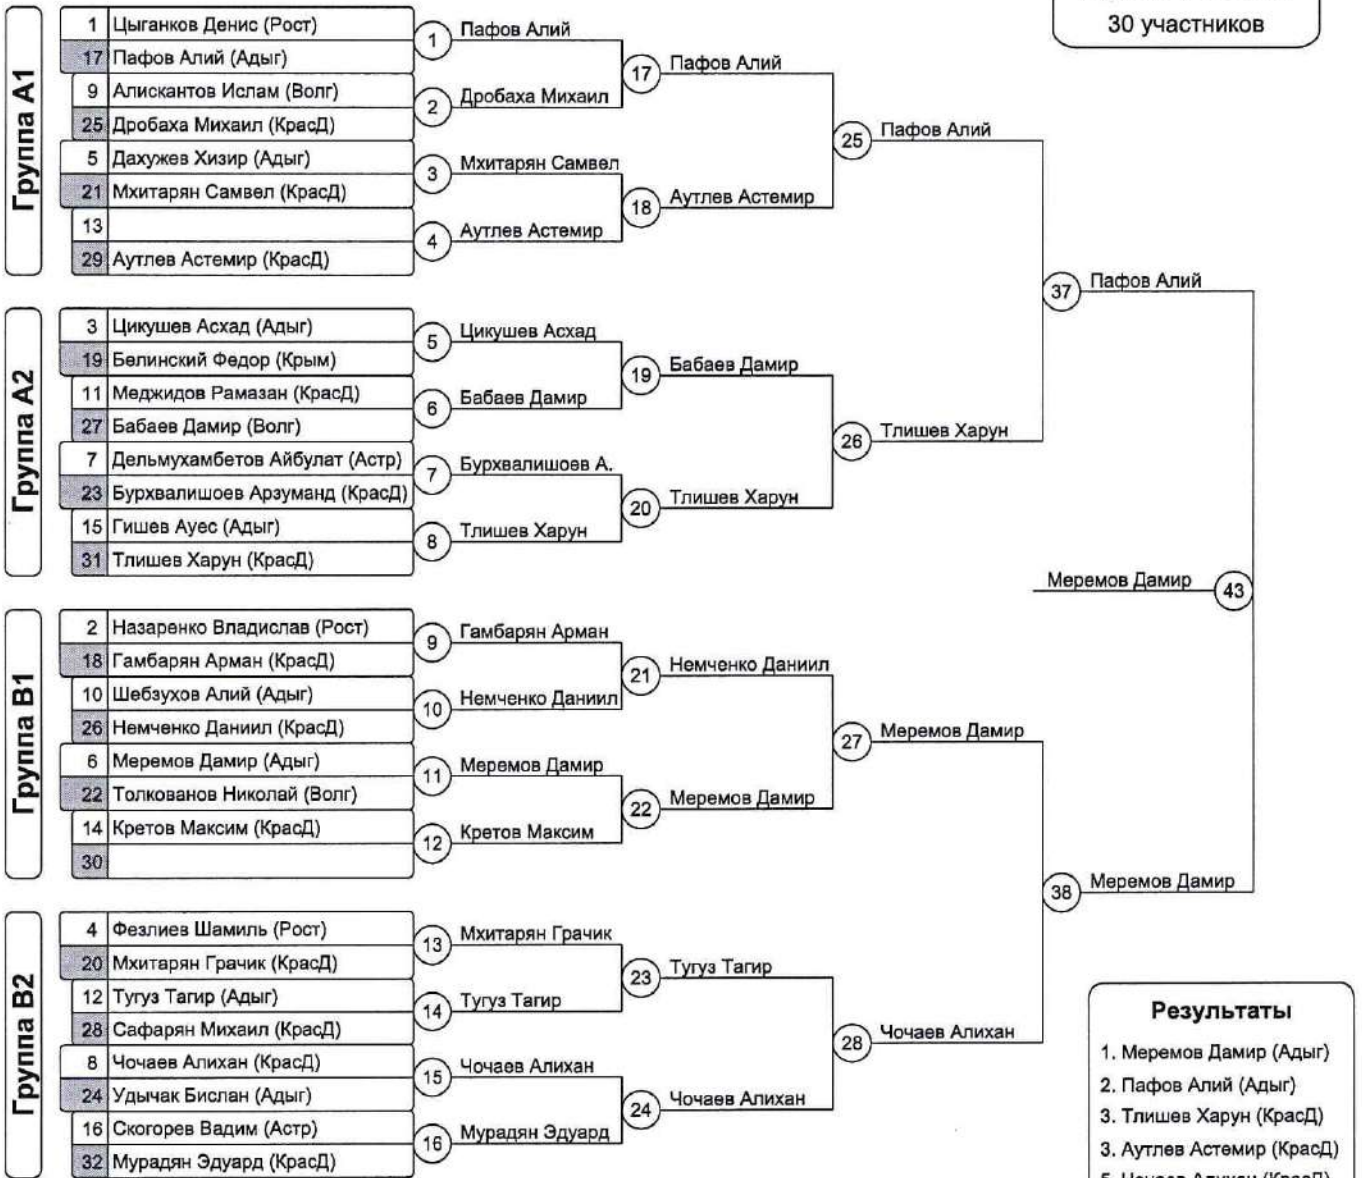 30 участников
Группа А1
1 Цыганков Денис (Рост)
17 Пафов Алий (Адыг)
9 Алискантов Ислам (Волг)
25 Дробаха Михаил (КрасД)
5 Дахужев Хизир (Адыг)
21 Мхитарян Самвел (КрасД)
13
29 Аутлев Астемир (КрасД)
1 Пафов Алий
2 Дробаха Михаил
3 Мхитарян Самвел
4 Аутлев Астемир
17 Пафов Алий
18 Аутлев Астемир
25 Пафов Алий
Группа А2
3 Цикушев Асхад (Адыг)
19 Белинский Федор (Крым)
11 Меджидов Рамазан (КрасД)
27 Бабаев Дамир (Волг)
7 Дельмухамбетов Айбулат (Астр)
23 Бурхвалишоев Арзуманд (КрасД)
15 Гишев Ауес (Адыг)
31 Тлишев Харун (КрасД)
5 Цикушев Асхад
6 Бабаев Дамир
7 Бурхвалишоев А.
8 Тлишев Харун
19 Бабаев Дамир
20 Тлишев Харун
26 Тлишев Харун
37 Пафов Алий
Меремов Дамир 43
Группа В1
2 Назаренко Владислав (Рост)
18 Гамбарян Арман (КрасД)
10 Шебзухов Алий (Адыг)
26 Немченко Даниил (КрасД)
6 Меремов Дамир (Адыг)
22 Толкованов Николай (Волг)
14 Кретов Максим (КрасД)
30
9 Гамбарян Арман
10 Немченко Даниил
11 Меремов Дамир
12 Кретов Максим
21 Немченко Даниил
22 Меремов Дамир
27 Меремов Дамир
38 Меремов Дамир
Группа В2
4 Фезлиев Шамиль (Рост)
20 Мхитарян Грачик (КрасД)
12 Тугуз Тагир (Адыг)
28 Сафарян Михаил (КрасД)
8 Чочаев Алихан (КрасД)
24 Удычак Бислан (Адыг)
16 Скогорев Вадим (Астр)
32 Мурадян Эдуард (КрасД)
13 Мхитарян Грачик
14 Тугуз Тагир
15 Чочаев Алихан
16 Мурадян Эдуард
23 Тугуз Тагир
24 Чочаев Алихан
28 Чочаев Алихан
Результаты
1. Меремов Дамир (Адыг)
2. Пафов Алий (Адыг)
3. Тлишев Харун (КрасД)
3. Аутлев Астемир (КрасД)